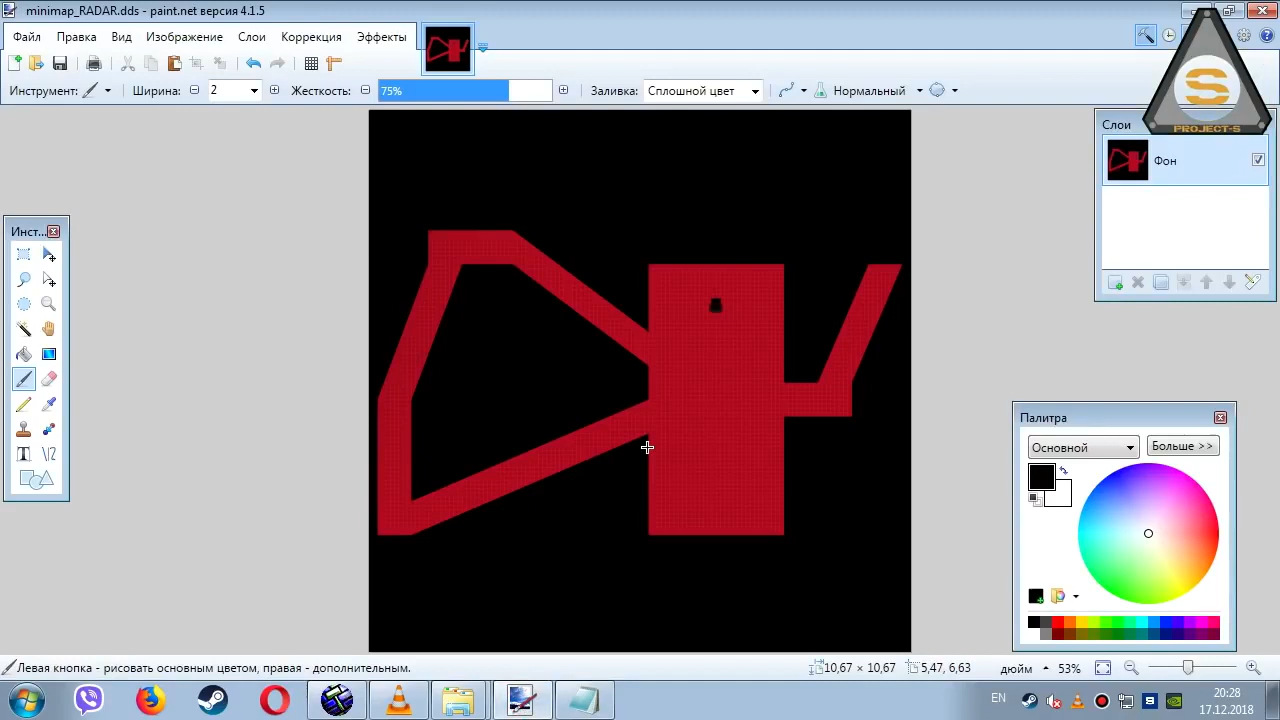 minimap_RADAR.dds - paint.net версия 4.1.5
Файл Правка Вид Изображение Слои Коррекция Эффекты
Инструмент: Ширина: 2 Жесткость: 75% Заливка: Сплошной цвет Нормальный
S
PROJECT-S
Слои
Фон
Инст...
Палитра
Основной Больше >>
Левая кнопка - рисовать основным цветом, правая - дополнительным. 10,67 × 10,67 5,47, 6,63 дюйм 53%
EN 20:28
17.12.2018